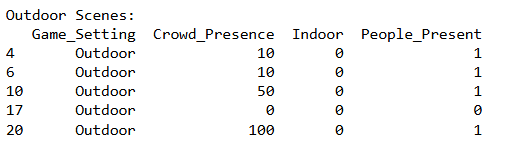 Outdoor Scenes:
Game_Setting Crowd_Presence Indoor People_Present
4 Outdoor 10 0 1
6 Outdoor 10 0 1
10 Outdoor 50 0 1
17 Outdoor 0 0 0
20 Outdoor 100 0 1